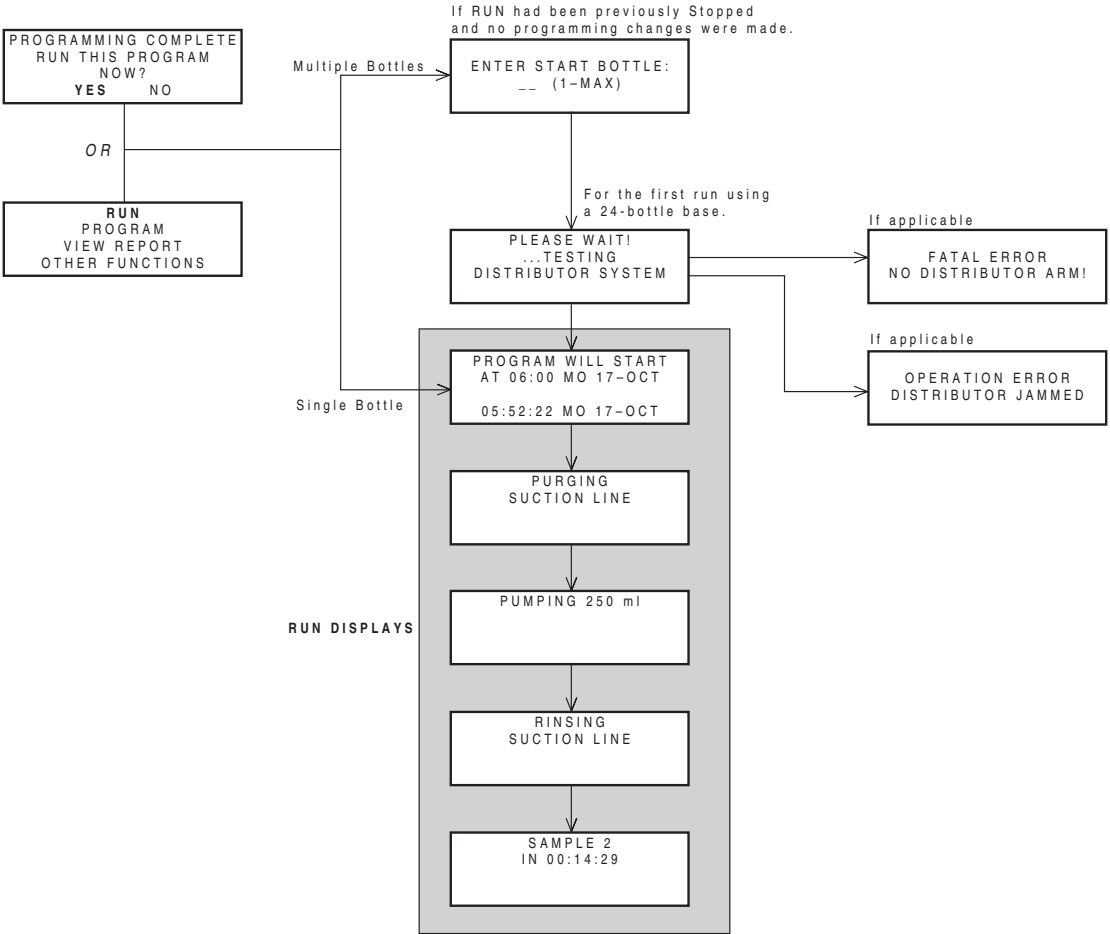 PROGRAMMING COMPLETE
RUN THIS PROGRAM
NOW?
YES NO
OR
RUN
PROGRAM
VIEW REPORT
OTHER FUNCTIONS
Multiple Bottles
If RUN had been previously Stopped
and no programming changes were made.
ENTER START BOTTLE:
__ (1–MAX)
For the first run using
a 24-bottle base.
PLEASE WAIT!
...TESTING
DISTRIBUTOR SYSTEM
If applicable
FATAL ERROR
NO DISTRIBUTOR ARM!
If applicable
OPERATION ERROR
DISTRIBUTOR JAMMED
Single Bottle
PROGRAM WILL START
AT 06:00 MO 17–OCT
05:52:22 MO 17–OCT
PURGING
SUCTION LINE
RUN DISPLAYS
PUMPING 250 ml
RINSING
SUCTION LINE
SAMPLE 2
IN 00:14:29